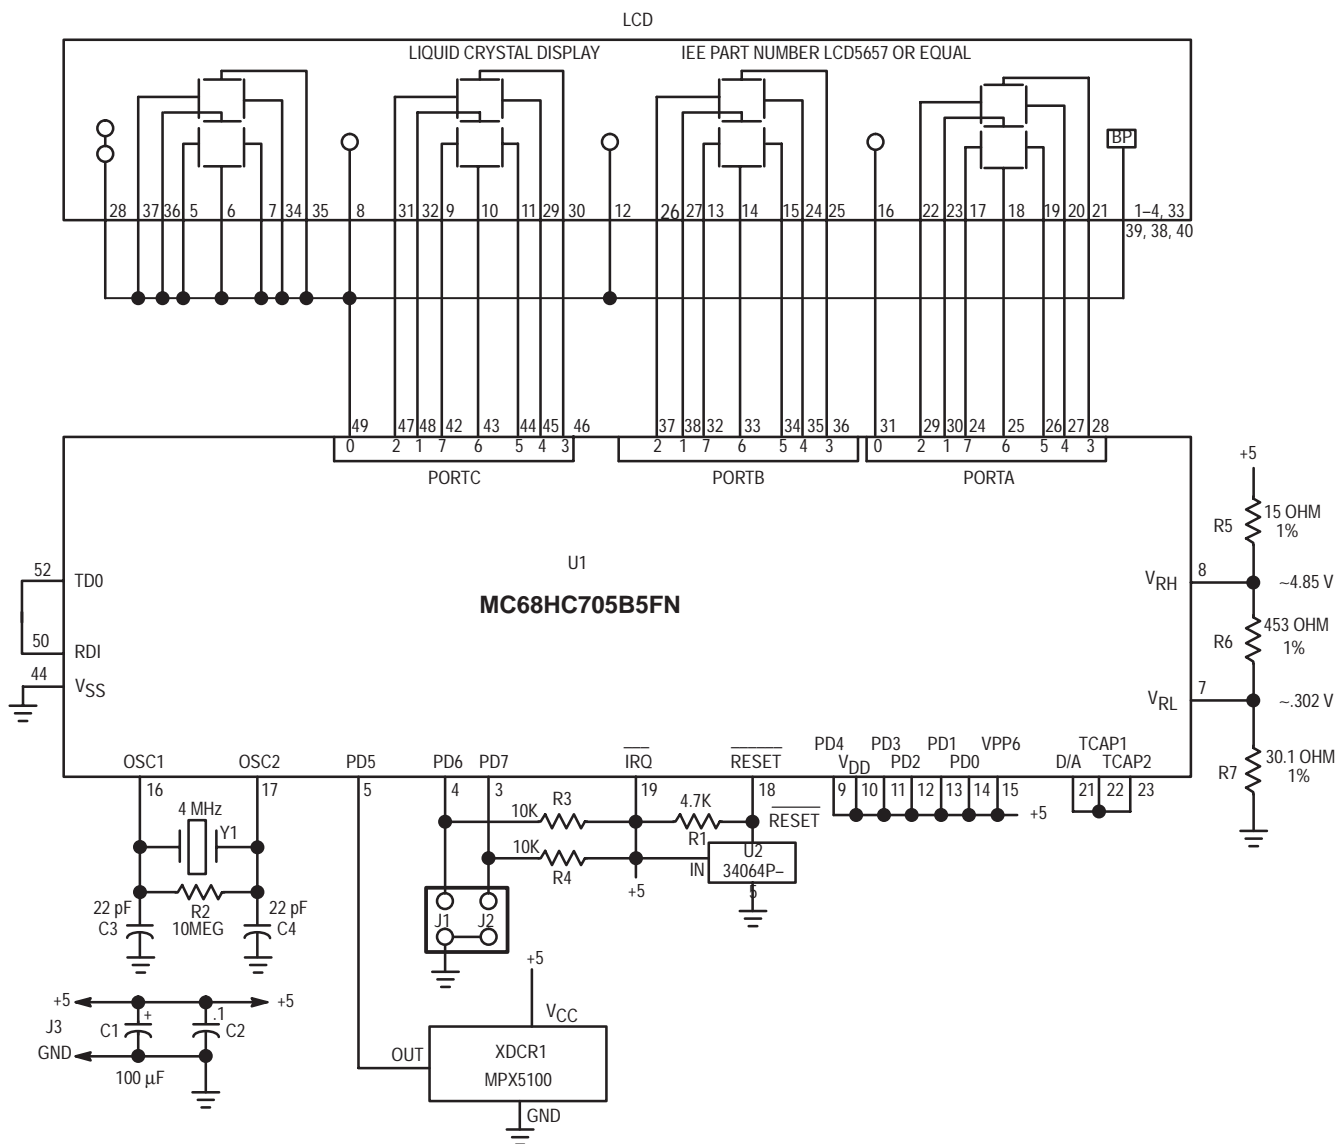 LCD
LIQUID CRYSTAL DISPLAY IEE PART NUMBER LCD5657 OR EQUAL
BP
28 37 36 5 6 7 34 35 8 31 32 9 10 11 29 30 12 26 27 13 14 15 24 25 16 22 23 17 18 19 20 21 1–4, 33
39, 38, 40
49 47 48 42 43 44 45 46 37 38 32 33 34 35 36 31 29 30 24 25 26 27 28
0 2 1 7 6 5 4 3 2 1 7 6 5 4 3 0 2 1 7 6 5 4 3
PORTC PORTB PORTA
+5
R5 15 OHM
1%
U1
MC68HC705B5FN
52 TD0
VRH 8 ~4.85 V
R6 453 OHM
1%
50 RDI
44 VSS
VRL 7 ~.302 V
R7 30.1 OHM
1%
OSC1 OSC2 PD5 PD6 PD7 IRQ RESET PD4 VDD PD3 PD2 PD1 PD0 VPP6 D/A TCAP1 TCAP2
16 17 5 4 3 19 18 9 10 11 12 13 14 15 21 22 23
4 MHz
Y1
10K R3 4.7K R1 RESET +5
10K R4 +5 IN U2
34064P–
5
R2
10MEG
22 pF
C3
22 pF
C4
J1 J2
+5 +5
J3 C1 + .1 C2
GND
100 µF
+5
VCC
OUT XDCR1
MPX5100
GND